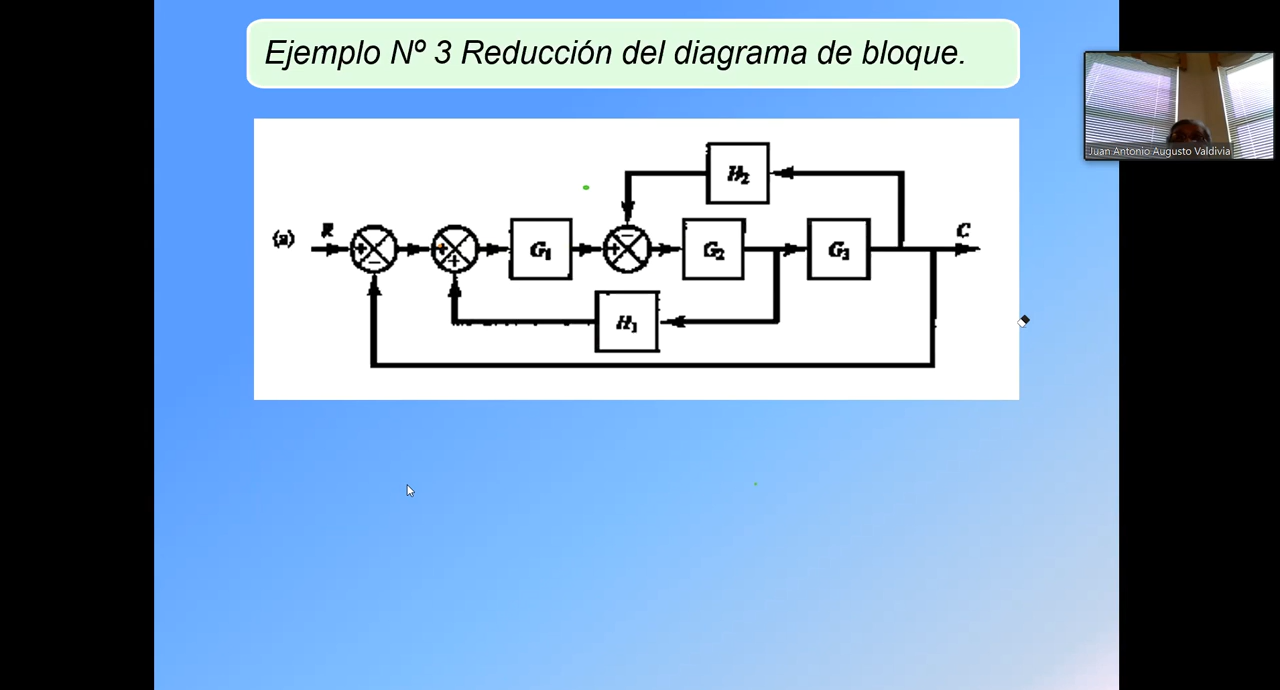 Ejemplo Nº 3 Reducción del diagrama de bloque.
Juan Antonio Augusto Valdivia
H₂
(a) R + − + + G₁ + − G₂ G₃ C
H₁